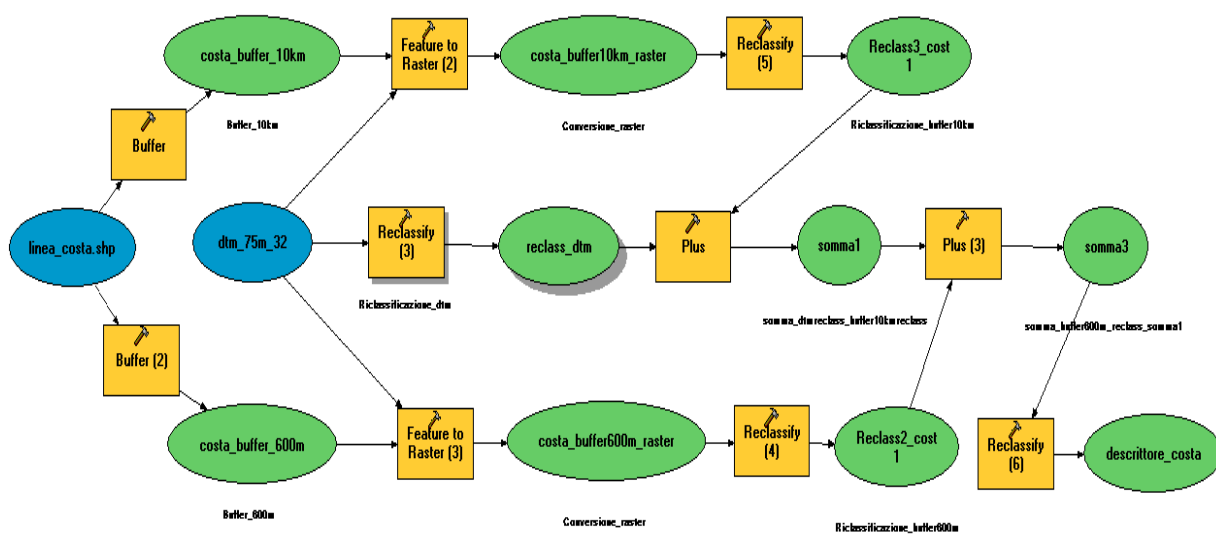 costa_buffer_10km
Feature to
Raster (2)
costa_buffer10km_raster
Reclassify
(5)
Reclass3_cost
1
Buffer_10km
Conversione_raster
Riclassificazione_buffer10km
Buffer
linea_costa.shp
dtm_75m_32
Reclassify
(3)
reclass_dtm
Plus
somma1
Plus (3)
somma3
Riclassificazione_dtm
somma_dtmreclass_buffer10kmreclass
somma_buffer600m_reclass_somma1
Buffer (2)
costa_buffer_600m
Feature to
Raster (3)
costa_buffer600m_raster
Reclassify
(4)
Reclass2_cost
1
Reclassify
(6)
descrittore_costa
Buffer_600m
Conversione_raster
Riclassificazione_buffer600m